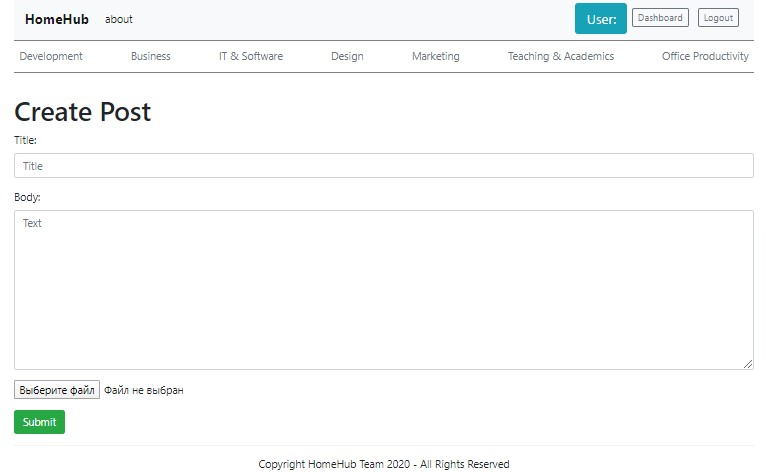 HomeHub about User: Dashboard Logout
Development Business IT & Software Design Marketing Teaching & Academics Office Productivity
Create Post
Title:
Title
Body:
Text
Выберите файл Файл не выбран
Submit
Copyright HomeHub Team 2020 - All Rights Reserved